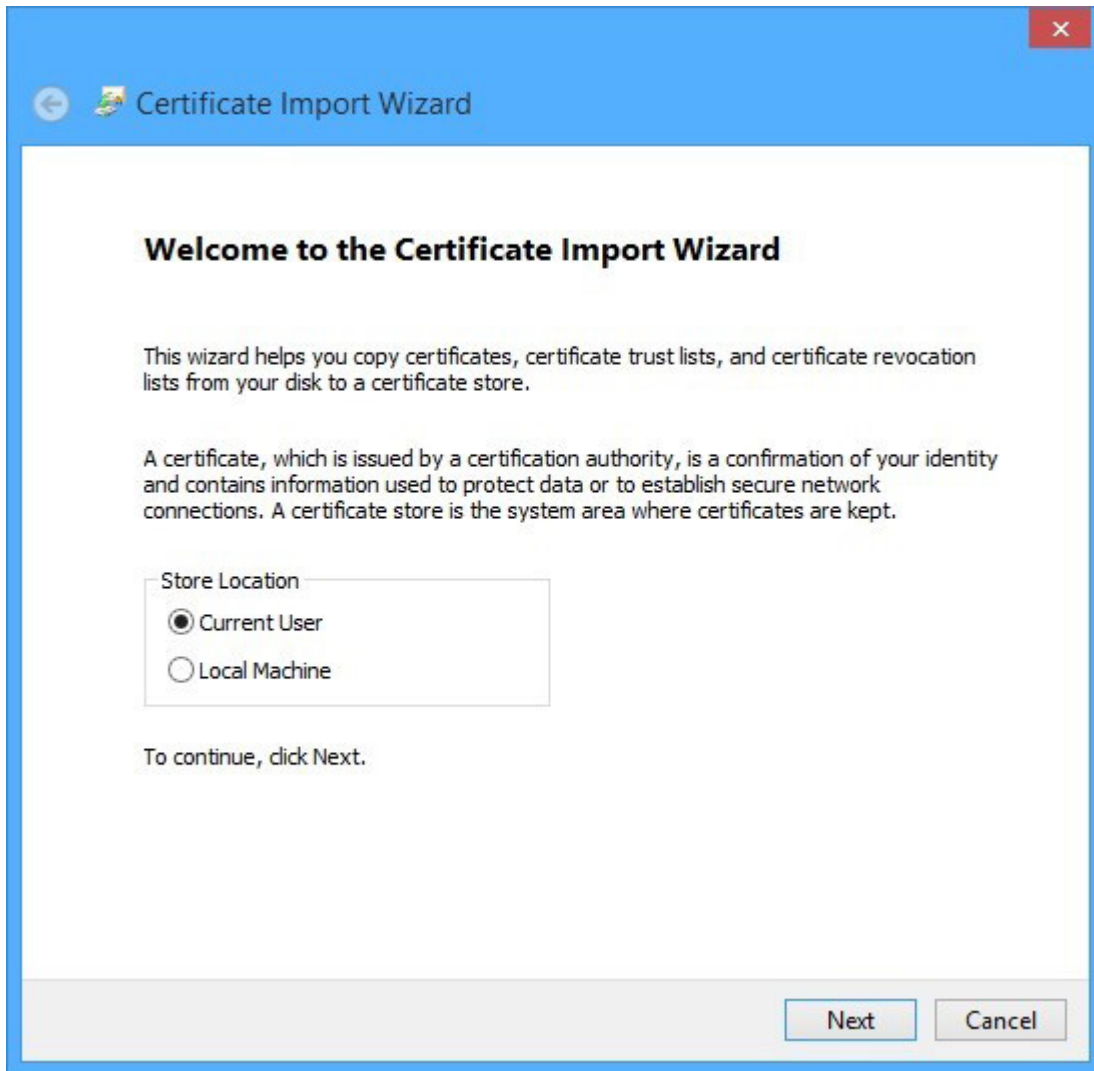 Certificate Import Wizard
Welcome to the Certificate Import Wizard
This wizard helps you copy certificates, certificate trust lists, and certificate revocation
lists from your disk to a certificate store.
A certificate, which is issued by a certification authority, is a confirmation of your identity
and contains information used to protect data or to establish secure network
connections. A certificate store is the system area where certificates are kept.
Store Location
Current User
Local Machine
To continue, click Next.
Next Cancel